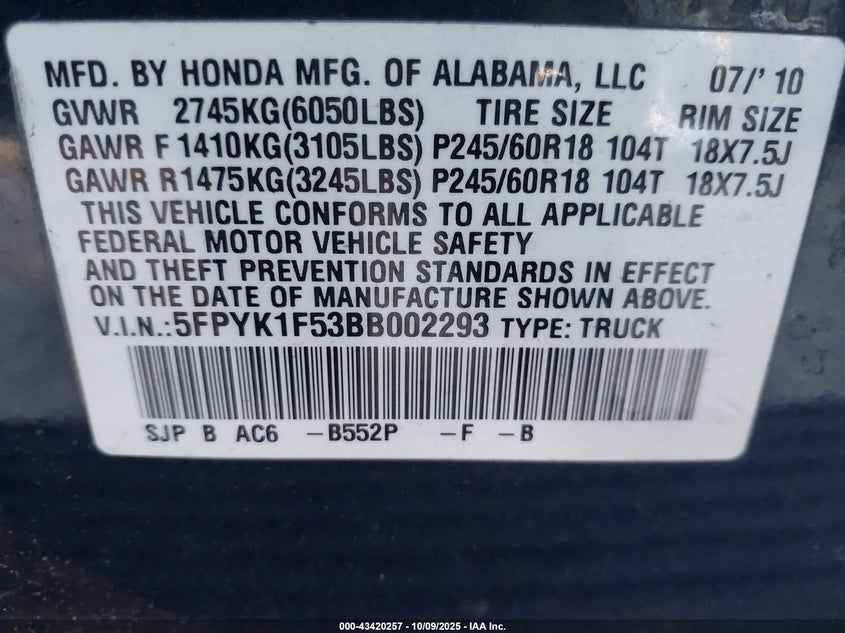 MFD. BY HONDA MFG. OF ALABAMA, LLC 07/' 10
GVWR 2745KG(6050LBS) TIRE SIZE RIM SIZE
GAWR F 1410KG(3105LBS) P245/60R18 104T 18X7.5J
GAWR R1475KG(3245LBS) P245/60R18 104T 18X7.5J
THIS VEHICLE CONFORMS TO ALL APPLICABLE
FEDERAL MOTOR VEHICLE SAFETY
AND THEFT PREVENTION STANDARDS IN EFFECT
ON THE DATE OF MANUFACTURE SHOWN ABOVE.
V.I.N.:5FPYK1F53BB002293 TYPE: TRUCK
SJP B AC6 -B552P -F -B
000-43420257 - 10/09/2025 - IAA Inc.